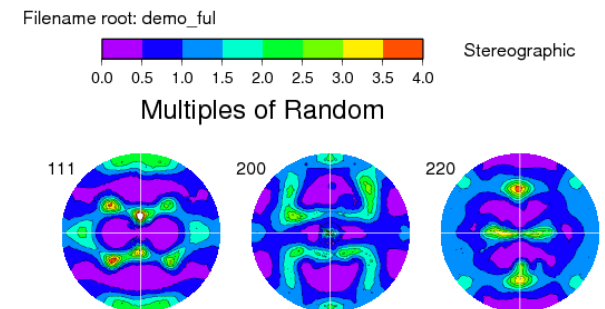 Filename root: demo_ful
0.0 0.5 1.0 1.5 2.0 2.5 3.0 3.5 4.0
Stereographic
Multiples of Random
111 200 220